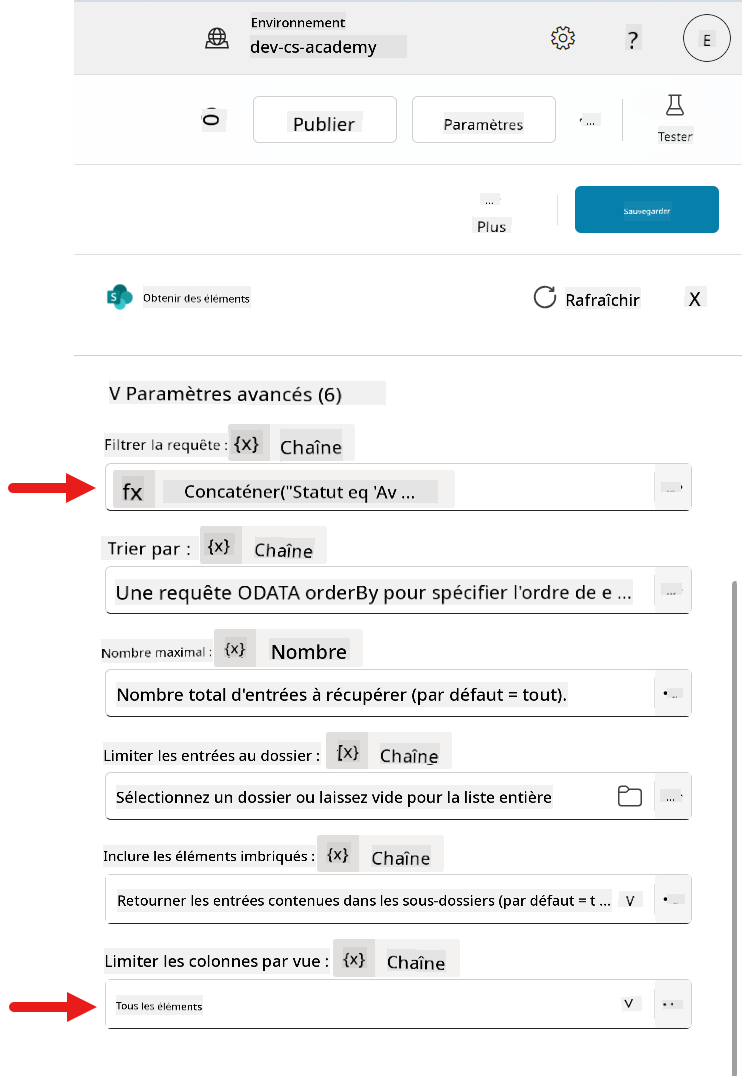 Environnement
dev-cs-academy
?
E
Publier
Paramètres
...
Tester
...
Plus
Sauvegarder
Obtenir des éléments
Rafraîchir
X
V Paramètres avancés (6)
Filtrer la requête : {x} Chaîne
fx Concaténer("Statut eq 'Av ...
...
Trier par : {x} Chaîne
Une requête ODATA orderBy pour spécifier l'ordre de e ...
...
Nombre maximal : {x} Nombre
Nombre total d'entrées à récupérer (par défaut = tout).
Limiter les entrées au dossier : {x} Chaîne
Sélectionnez un dossier ou laissez vide pour la liste entière
...
Inclure les éléments imbriqués : {x} Chaîne
Retourner les entrées contenues dans les sous-dossiers (par défaut = t ... V
Limiter les colonnes par vue : {x} Chaîne
Tous les éléments V